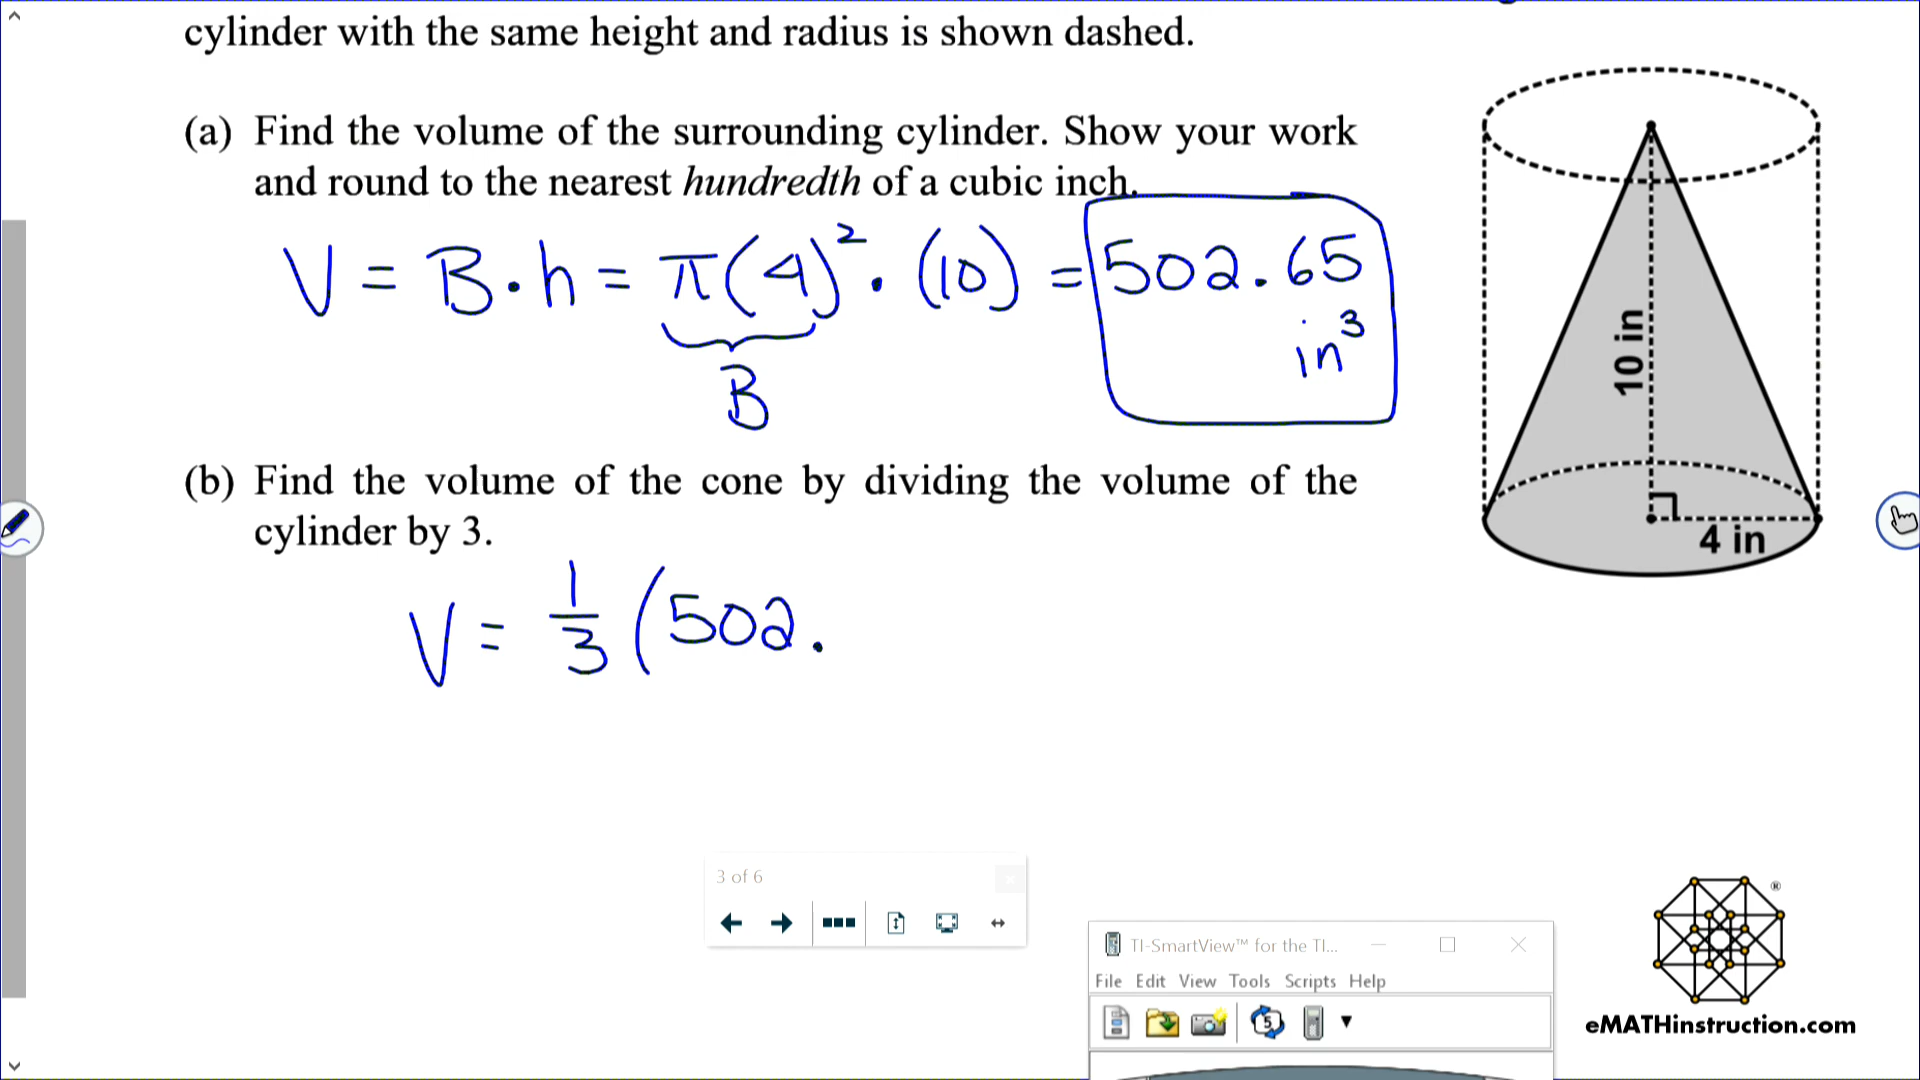 cylinder with the same height and radius is shown dashed.
(a) Find the volume of the surrounding cylinder. Show your work
and round to the nearest hundredth of a cubic inch.
V = B · h = π(4)² · (10) = 502.65
in³
B
10 in
4 in
(b) Find the volume of the cone by dividing the volume of the
cylinder by 3.
V = 1/3 (502.
3 of 6
TI-SmartView™ for the TI...
File Edit View Tools Scripts Help
5
®
eMATHinstruction.com